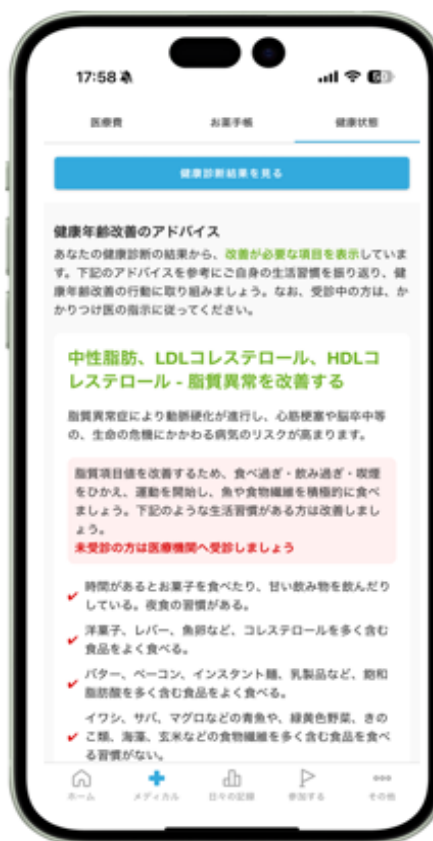 17:58
50
医療費 お薬手帳 健康状態
健康診断結果を見る
健康年齢改善のアドバイス
あなたの健康診断の結果から、改善が必要な項目を表示していま
す。下記のアドバイスを参考にご自身の生活習慣を振り返り、健
康年齢改善の行動に取り組みましょう。なお、受診中の方は、か
かりつけ医の指示に従ってください。
中性脂肪、LDLコレステロール、HDLコ
レステロール - 脂質異常を改善する
脂質異常症により動脈硬化が進行し、心筋梗塞や脳卒中等
の、生命の危機にかかわる病気のリスクが高まります。
脂質項目値を改善するため、食べ過ぎ・飲み過ぎ・喫煙
をひかえ、運動を開始し、魚や食物繊維を積極的に食べ
ましょう。下記のような生活習慣がある方は改善しましょ
う。
未受診の方は医療機関へ受診しましょう
時間があるとお菓子を食べたり、甘い飲み物を飲んだり
している。夜食の習慣がある。
洋菓子、レバー、魚卵など、コレステロールを多く含む
食品をよく食べる。
バター、ベーコン、インスタント麺、乳製品など、飽和
脂肪酸を多く含む食品をよく食べる。
イワシ、サバ、マグロなどの青魚や、緑黄色野菜、きの
こ類、海藻、玄米などの食物繊維を多く含む食品を食べ
る習慣がない。
ホーム メディカル 日々の記録 参加する その他